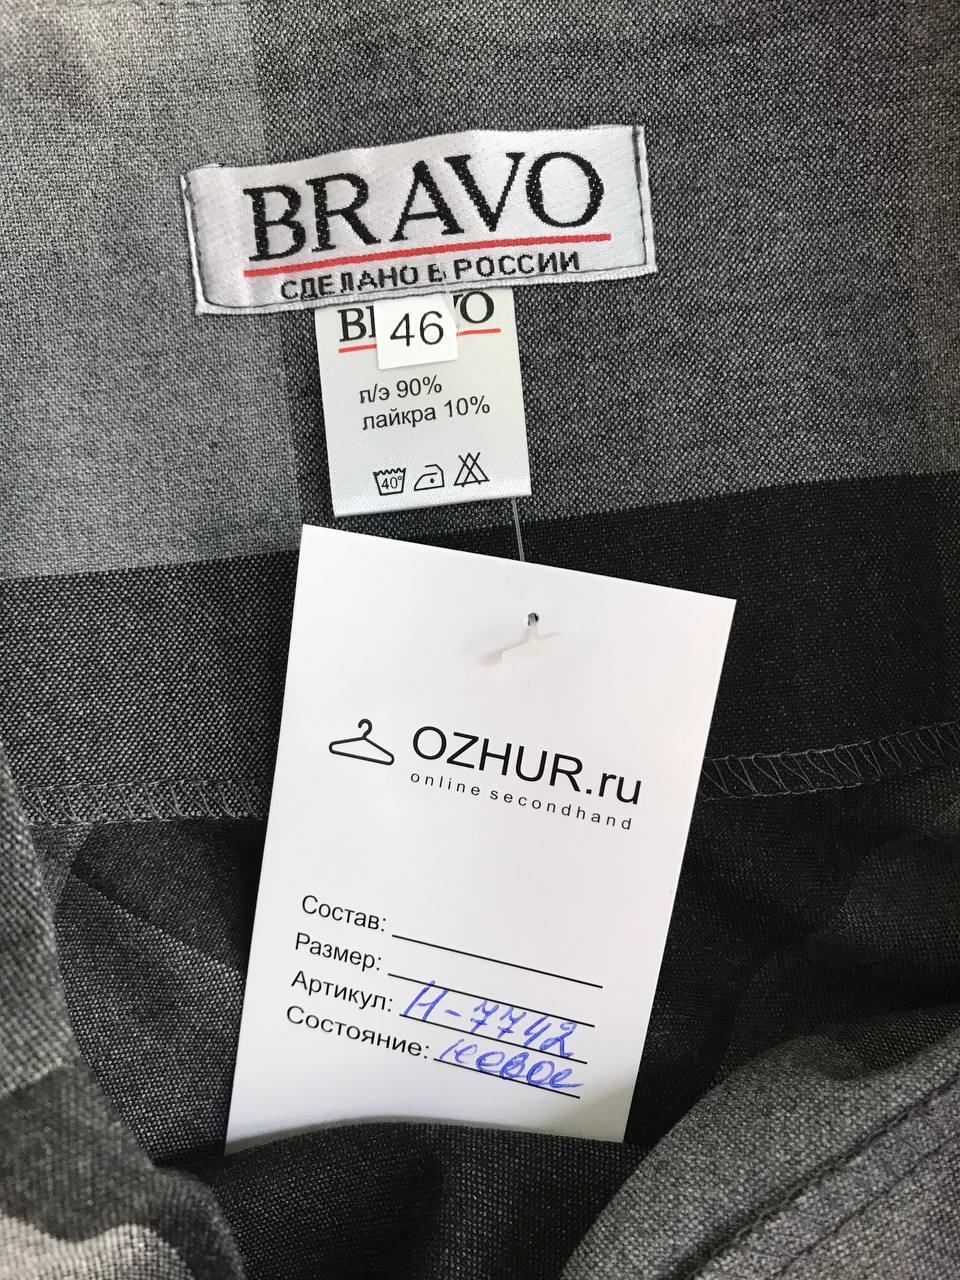 BRAVO
СДЕЛАНО В РОССИИ
46
п/э 90%
лайкра 10%
40°
OZHUR.ru
online secondhand
Состав:
Размер:
Артикул: Н-7742
Состояние: новое